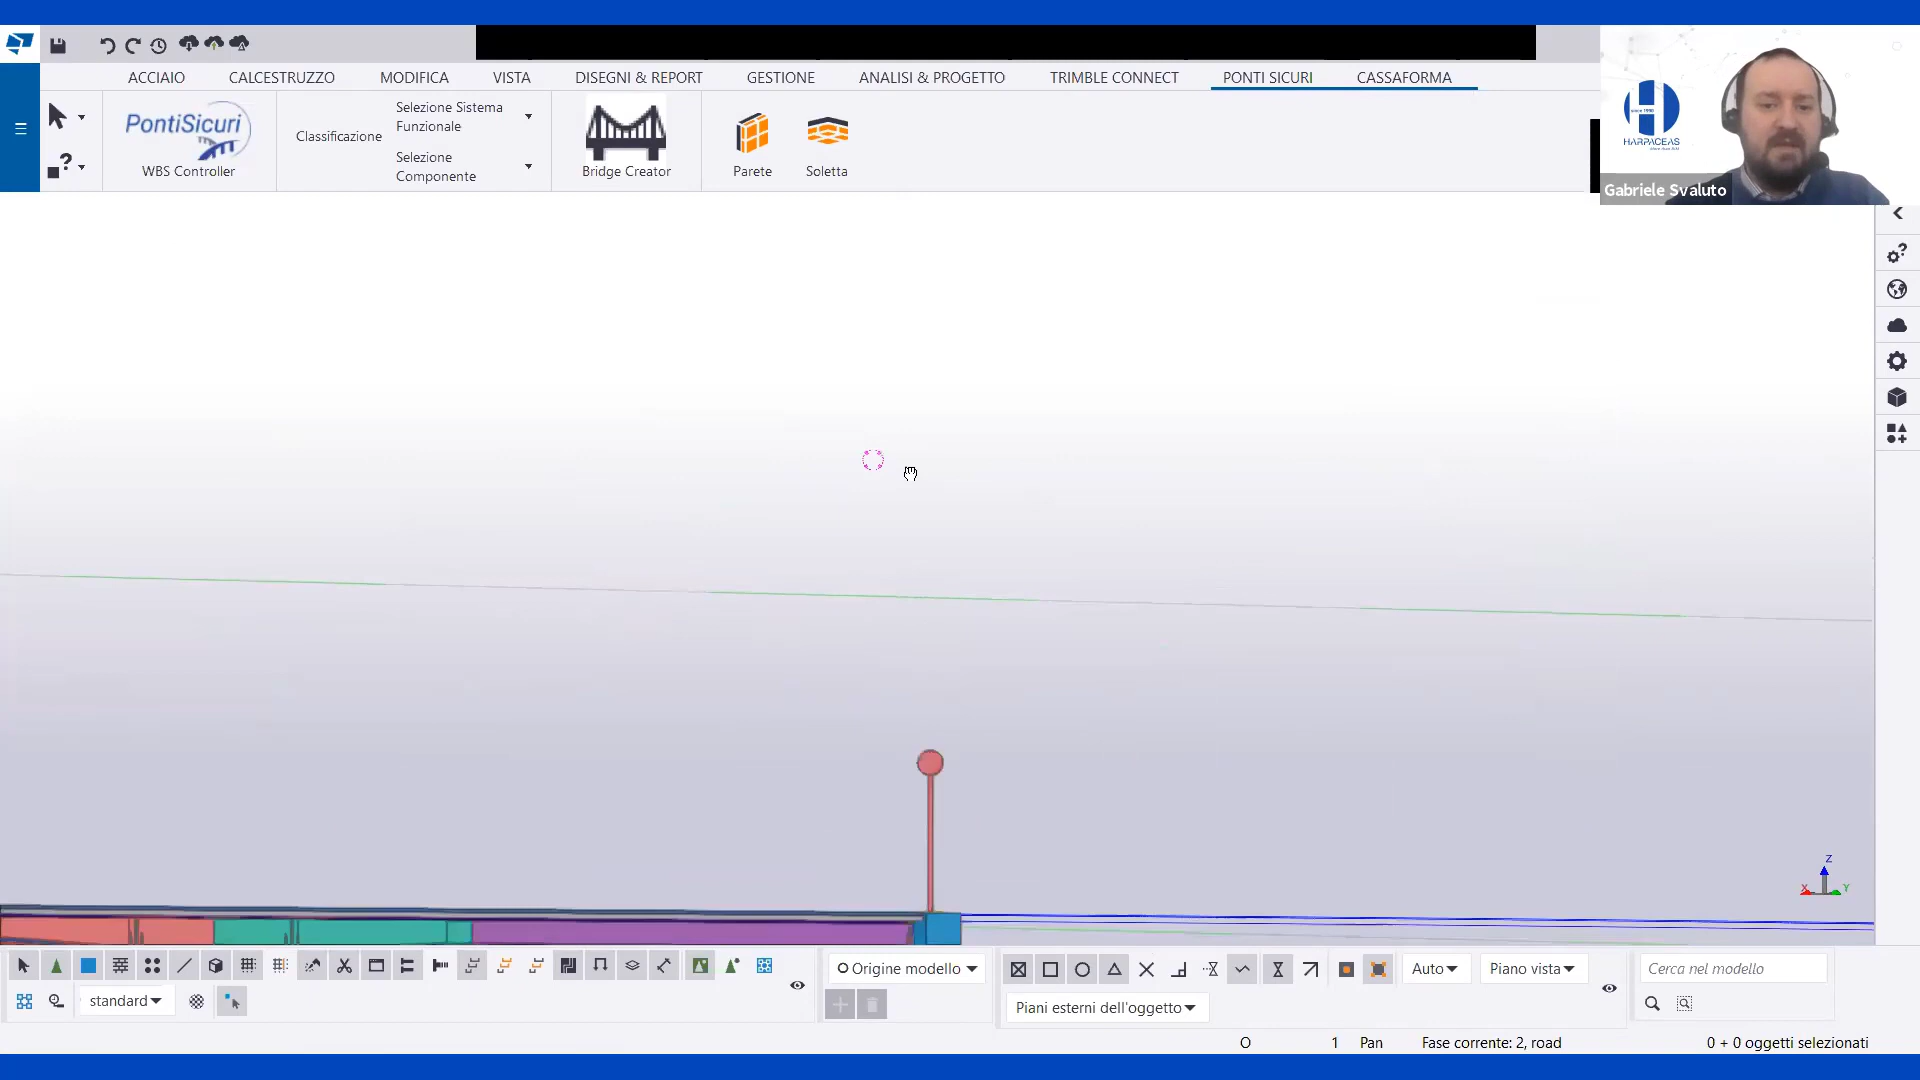 ACCIAIO CALCESTRUZZO MODIFICA VISTA DISEGNI & REPORT GESTIONE ANALISI & PROGETTO TRIMBLE CONNECT PONTI SICURI CASSAFORMA
PontiSicuri
WBS Controller
Classificazione
Selezione Sistema
Funzionale
Selezione
Componente
Bridge Creator
Parete
Soletta
since 1990
HARPACEAS
Gabriele Svaluto
Z
X
Y
Origine modello
Auto
Piano vista
Cerca nel modello
standard
Piani esterni dell'oggetto
O 1 Pan Fase corrente: 2, road 0 + 0 oggetti selezionati